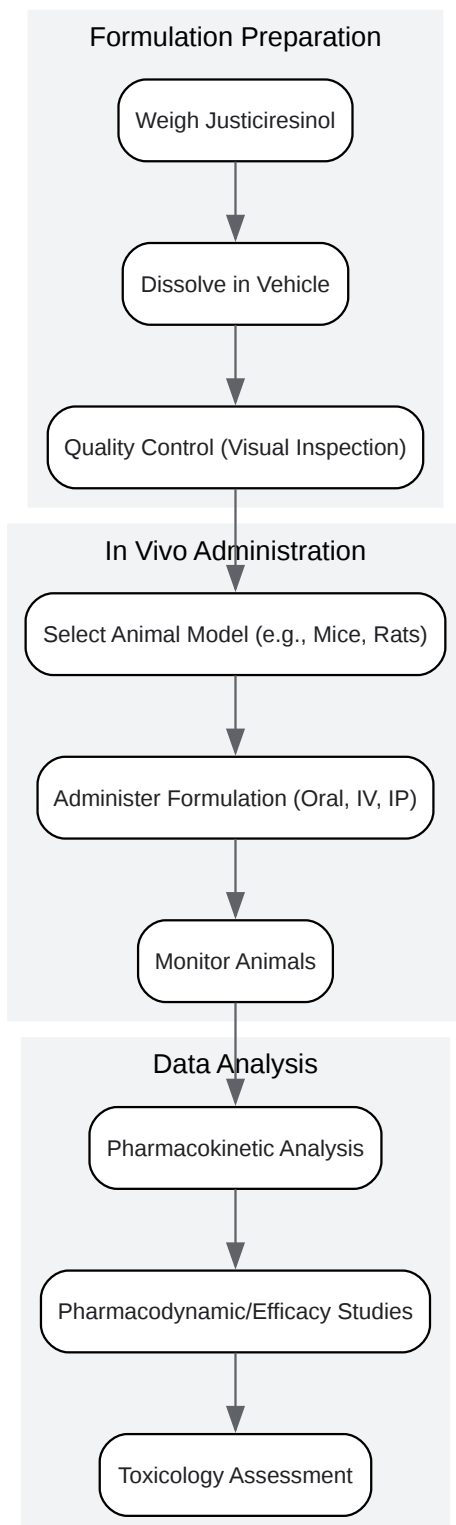 Formulation Preparation
Weigh Justiciresinol
Dissolve in Vehicle
Quality Control (Visual Inspection)
In Vivo Administration
Select Animal Model (e.g., Mice, Rats)
Administer Formulation (Oral, IV, IP)
Monitor Animals
Data Analysis
Pharmacokinetic Analysis
Pharmacodynamic/Efficacy Studies
Toxicology Assessment